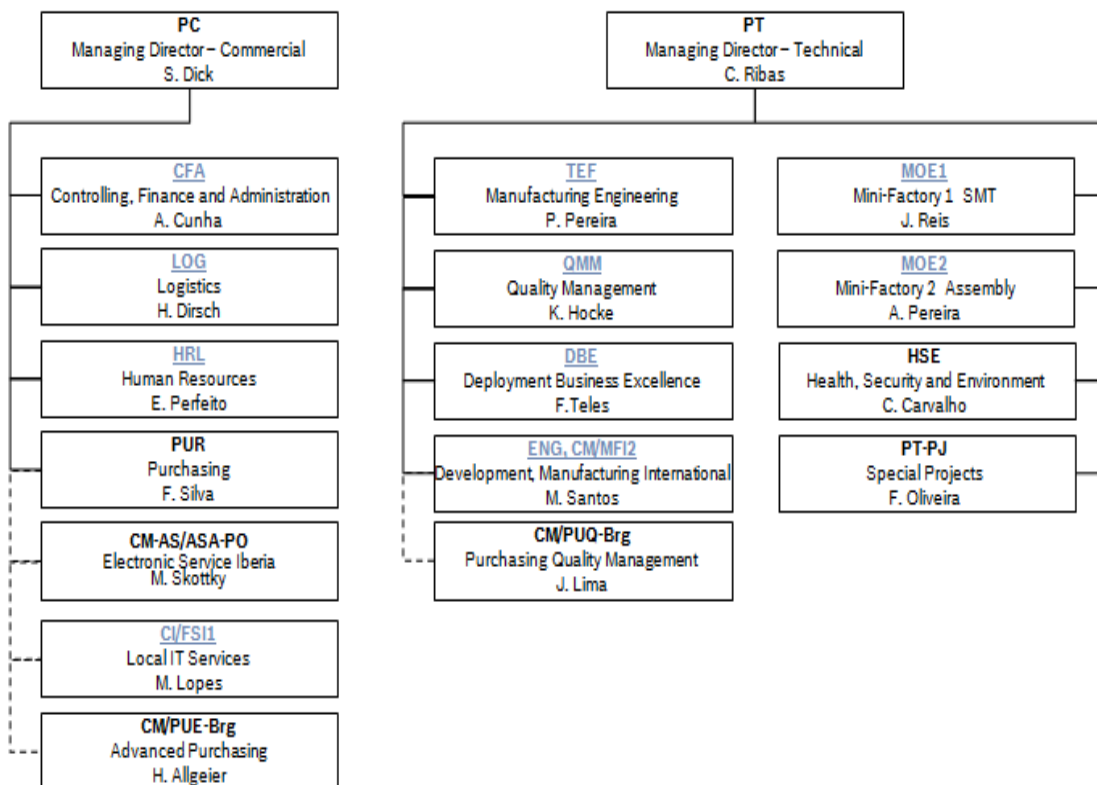 PC
Managing Director – Commercial
S. Dick
PT
Managing Director – Technical
C. Ribas
CFA
Controlling, Finance and Administration
A. Cunha
LOG
Logistics
H. Dirsch
HRL
Human Resources
E. Perfeito
PUR
Purchasing
F. Silva
CM-AS/ASA-PO
Electronic Service Iberia
M. Skottky
CI/FSI1
Local IT Services
M. Lopes
CM/PUE-Brg
Advanced Purchasing
H. Allgeier
TEF
Manufacturing Engineering
P. Pereira
QMM
Quality Management
K. Hocke
DBE
Deployment Business Excellence
F.Teles
ENG, CM/MFI2
Development, Manufacturing International
M. Santos
CM/PUQ-Brg
Purchasing Quality Management
J. Lima
MOE1
Mini-Factory 1 SMT
J. Reis
MOE2
Mini-Factory 2 Assembly
A. Pereira
HSE
Health, Security and Environment
C. Carvalho
PT-PJ
Special Projects
F. Oliveira